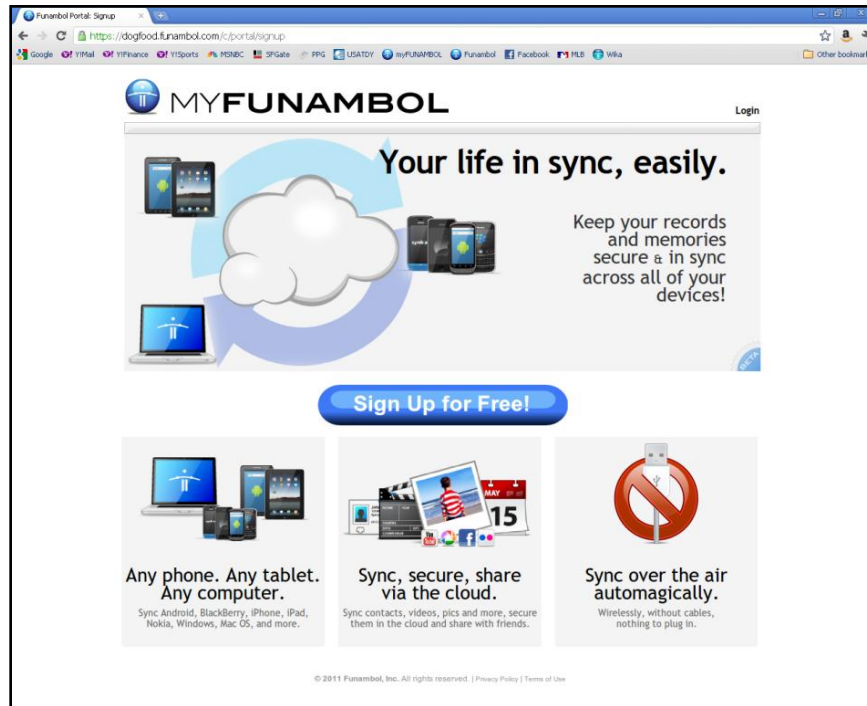 Funambol Portal: Signup
https://dogfood.funambol.com/c/portal/signup
Google Y!Mail Y!Finance Y!Sports MSNBC SFGate PPG USATDY myFUNAMBOL Funambol Facebook MLB Wika Other bookmark
MYFUNAMBOL
Login
Your life in sync, easily.
Keep your records
and memories
secure & in sync
across all of your
devices!
BETA
Sign Up for Free!
MAY
15
You
Tube
Any phone. Any tablet.
Any computer.
Sync Android, BlackBerry, iPhone, iPad,
Nokia, Windows, Mac OS, and more.
Sync, secure, share
via the cloud.
Sync contacts, videos, pics and more, secure
them in the cloud and share with friends.
Sync over the air
automagically.
Wirelessly, without cables,
nothing to plug in.
© 2011 Funambol, Inc. All rights reserved. | Privacy Policy | Terms of Use